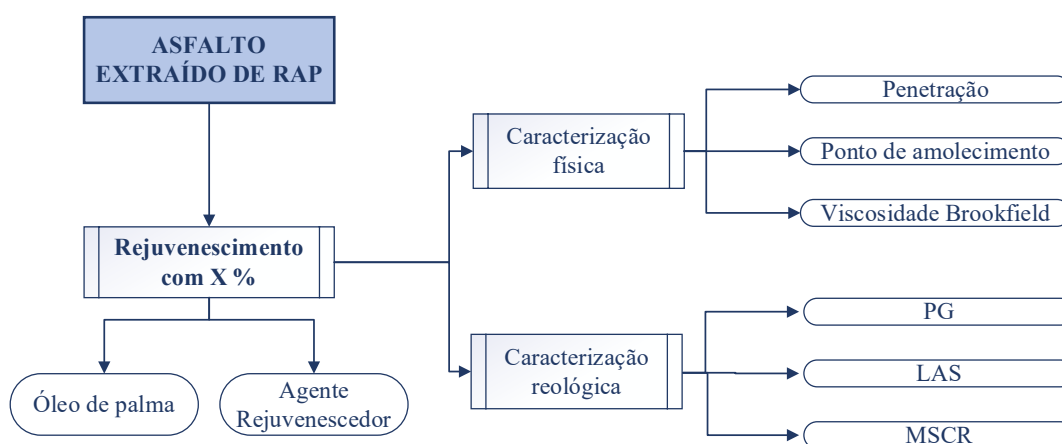 ASFALTO
EXTRAÍDO DE RAP
Rejuvenescimento
com X %
Óleo de palma
Agente
Rejuvenescedor
Caracterização
física
Penetração
Ponto de amolecimento
Viscosidade Brookfield
Caracterização
reológica
PG
LAS
MSCR